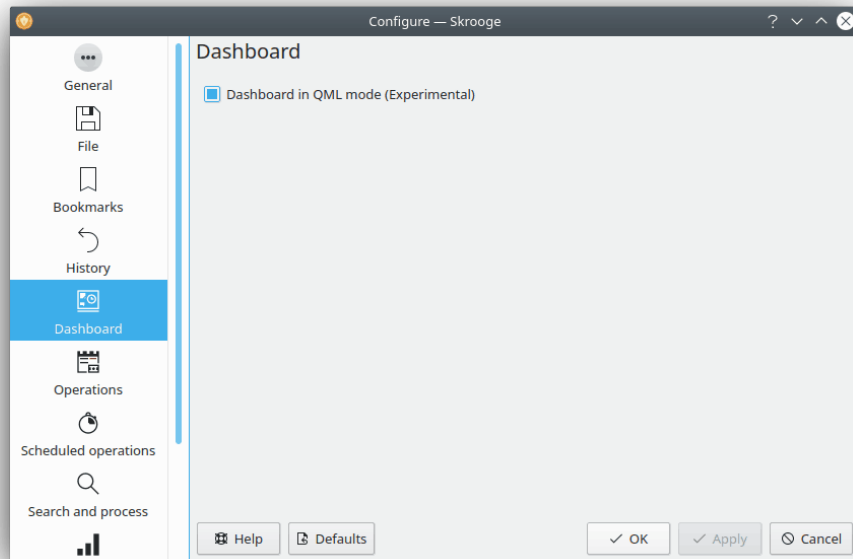 Configure — Skrooge
General
File
Bookmarks
History
Dashboard
Operations
Scheduled operations
Search and process
Dashboard
Dashboard in QML mode (Experimental)
Help
Defaults
OK
Apply
Cancel